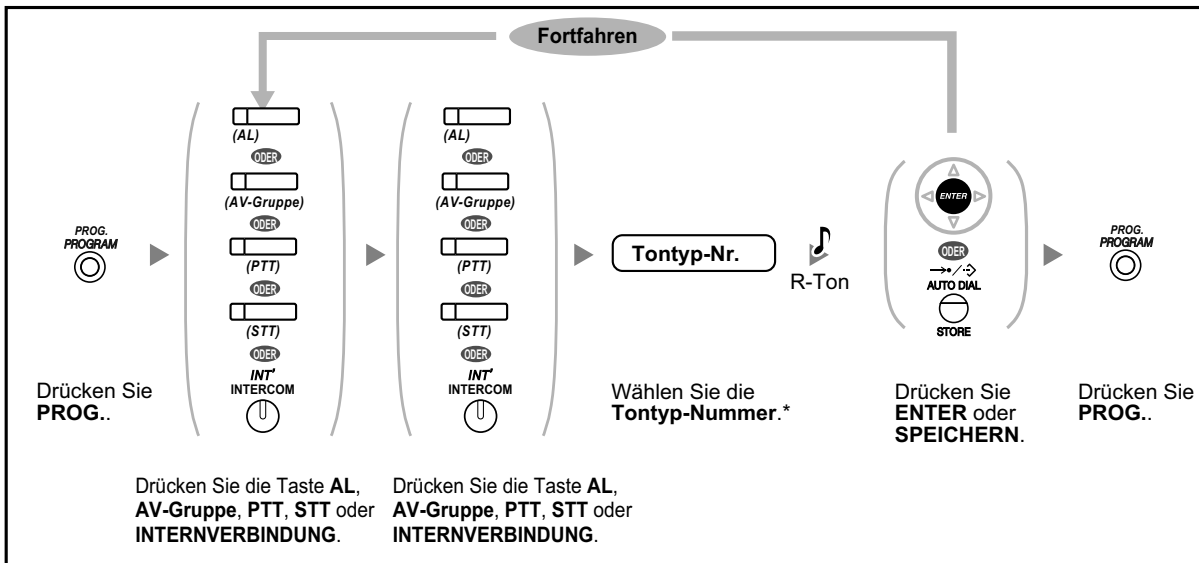 Fortfahren
PROG.
PROGRAM
Drücken Sie
PROG..
(AL)
ODER
(AV-Gruppe)
ODER
(PTT)
ODER
(STT)
ODER
INT'
INTERCOM
Drücken Sie die Taste AL,
AV-Gruppe, PTT, STT oder
INTERNVERBINDUNG.
(AL)
ODER
(AV-Gruppe)
ODER
(PTT)
ODER
(STT)
ODER
INT'
INTERCOM
Drücken Sie die Taste AL,
AV-Gruppe, PTT, STT oder
INTERNVERBINDUNG.
Tontyp-Nr.
R-Ton
Wählen Sie die
Tontyp-Nummer.*
ENTER
ODER
AUTO DIAL
STORE
Drücken Sie
ENTER oder
SPEICHERN.
PROG.
PROGRAM
Drücken Sie
PROG..